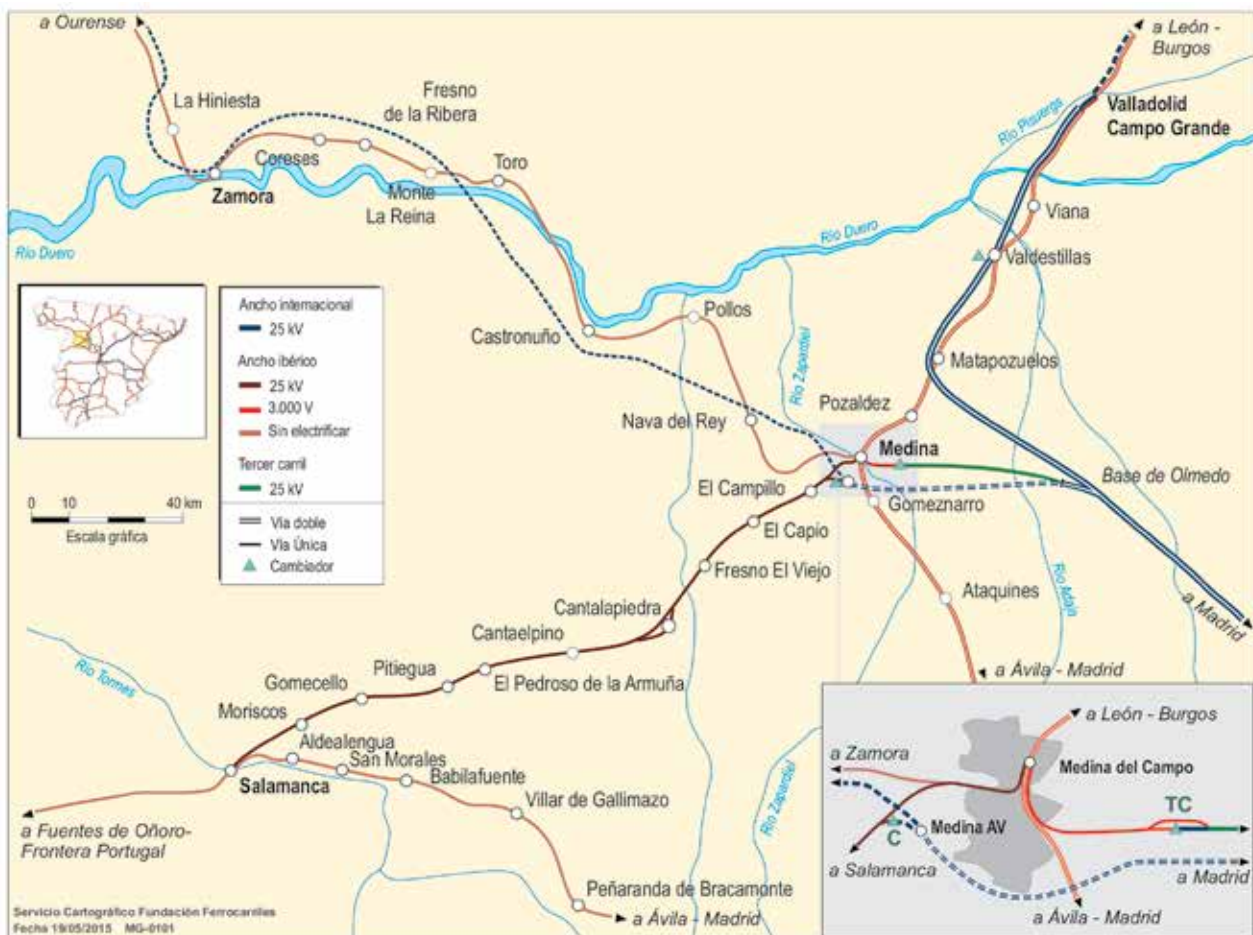 a Ourense
a León -
Burgos
La Hiniesta
Fresno
de la Ribera
Río Pisuerga
Valladolid
Campo Grande
Coreses
Toro
Zamora
Monte
La Reina
Viana
Río Duero
Río Duero
Valdestillas
Ancho internacional
25 kV
Ancho ibérico
25 kV
3.000 V
Sin electrificar
Tercer carril
25 kV
Vía doble
Vía Única
Cambiador
0 10 20 40 km
Escala gráfica
Castronuño
Pollos
Río Zapardiel
Matapozuelos
Pozaldez
Nava del Rey
Medina
Base de Olmedo
El Campillo
Gomeznarro
El Capio
Fresno El Viejo
Ataquines
Río Adaja
a Madrid
Cantalapiedra
Cantaelpino
Pitiegua
El Pedroso de la Armuña
a Ávila - Madrid
Río Tormes
Gomecello
Moriscos
Aldealengua
San Morales
Salamanca
Babilafuente
Villar de Gallimazo
Río Zapardiel
a Fuentes de Oñoro-
Frontera Portugal
Peñaranda de Bracamonte
a Ávila - Madrid
a León - Burgos
a Zamora
Medina del Campo
TC
Medina AV
C
a Salamanca
a Madrid
a Ávila - Madrid
Servicio Cartográfico Fundación Ferrocarriles
Fecha 19/05/2015 MG-0101